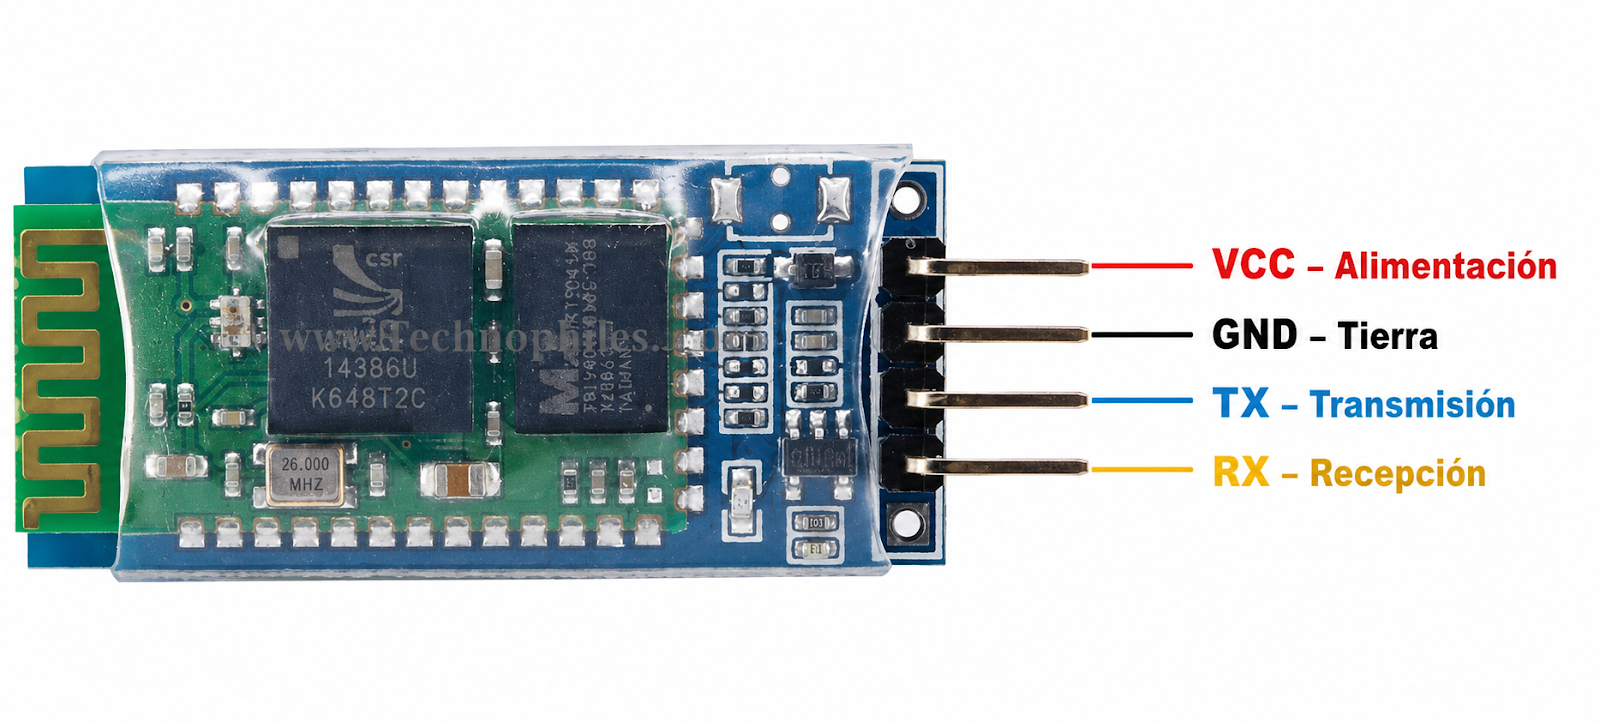 csr
14386U
K648T2C
26.000
MHZ
TAIWAN
VCC – Alimentación
GND – Tierra
TX – Transmisión
RX – Recepción